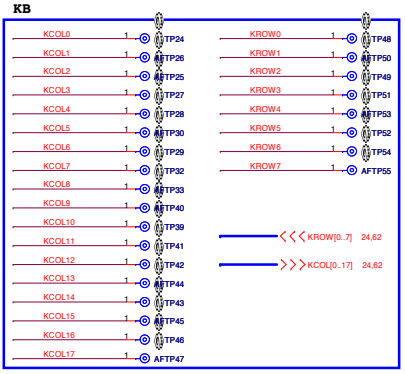 KB
KCOL0 1 TP24
KCOL1 1 AFTP26
KCOL2 1 AFTP25
KCOL3 1 TP27
KCOL4 1 TP28
KCOL5 1 AFTP30
KCOL6 1 TP29
KCOL7 1 TP32
KCOL8 1 AFTP33
KCOL9 1 AFTP40
KCOL10 1 TP39
KCOL11 1 TP41
KCOL12 1 TP42
KCOL13 1 AFTP44
KCOL14 1 TP43
KCOL15 1 AFTP45
KCOL16 1 TP46
KCOL17 1 AFTP47
KROW0 1 TP48
KROW1 1 AFTP50
KROW2 1 TP49
KROW3 1 TP51
KROW4 1 AFTP53
KROW5 1 TP52
KROW6 1 TP54
KROW7 1 AFTP55
KROW[0..7] 24,62
KCOL[0..17] 24,62